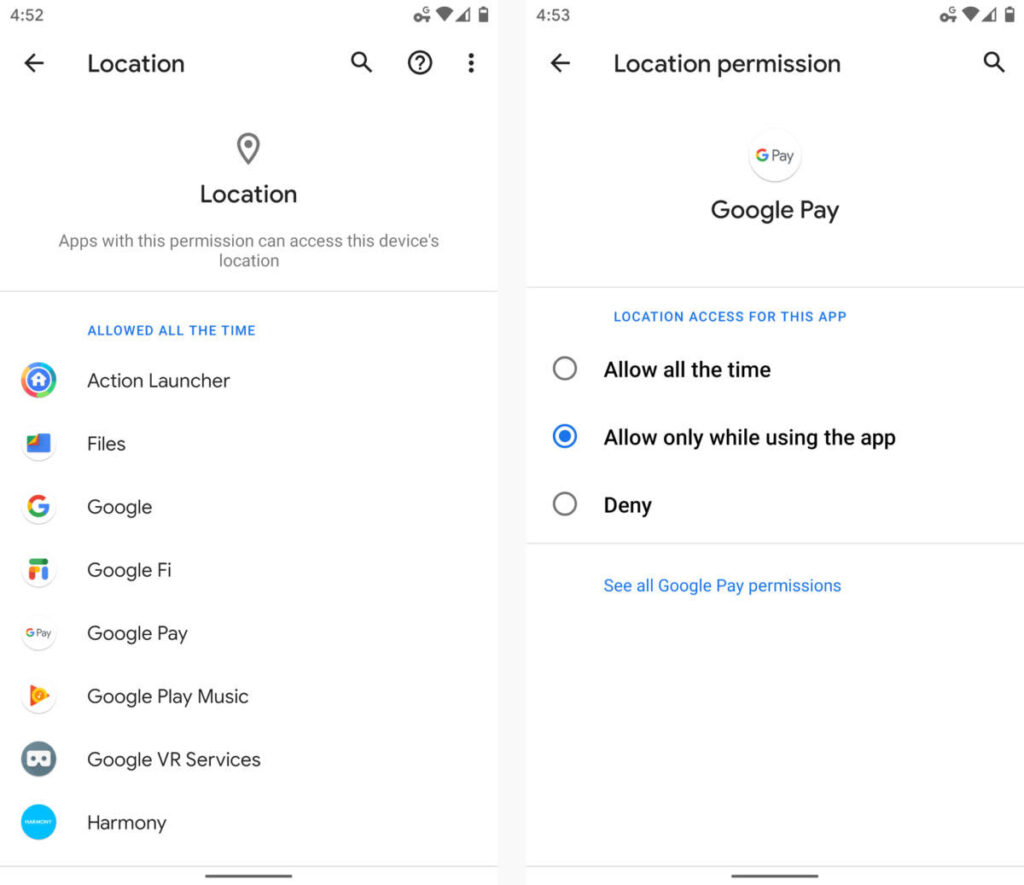 4:52
Location
Location
Apps with this permission can access this device's
location
ALLOWED ALL THE TIME
Action Launcher
Files
Google
Google Fi
G Pay
Google Pay
Google Play Music
Google VR Services
HARMONY
Harmony
4:53
Location permission
G Pay
Google Pay
LOCATION ACCESS FOR THIS APP
Allow all the time
Allow only while using the app
Deny
See all Google Pay permissions